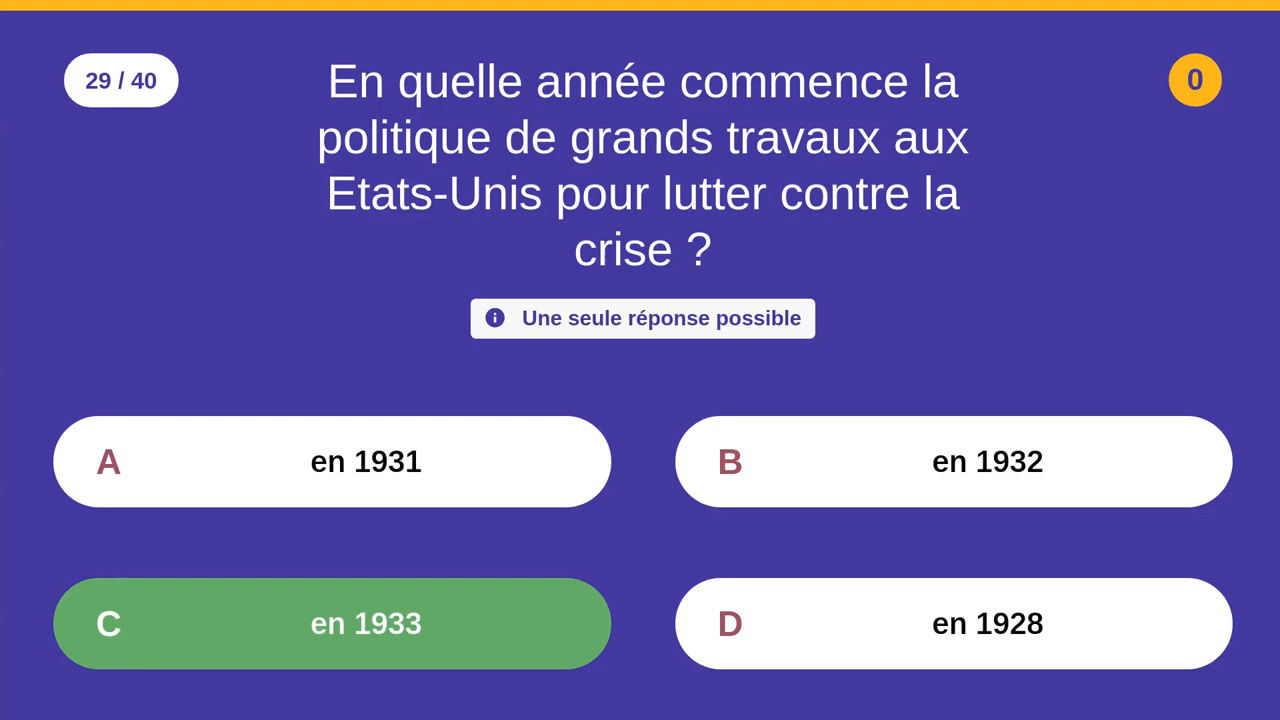 29 / 40
En quelle année commence la
politique de grands travaux aux
Etats-Unis pour lutter contre la
crise ?
0
Une seule réponse possible
A en 1931
B en 1932
C en 1933
D en 1928